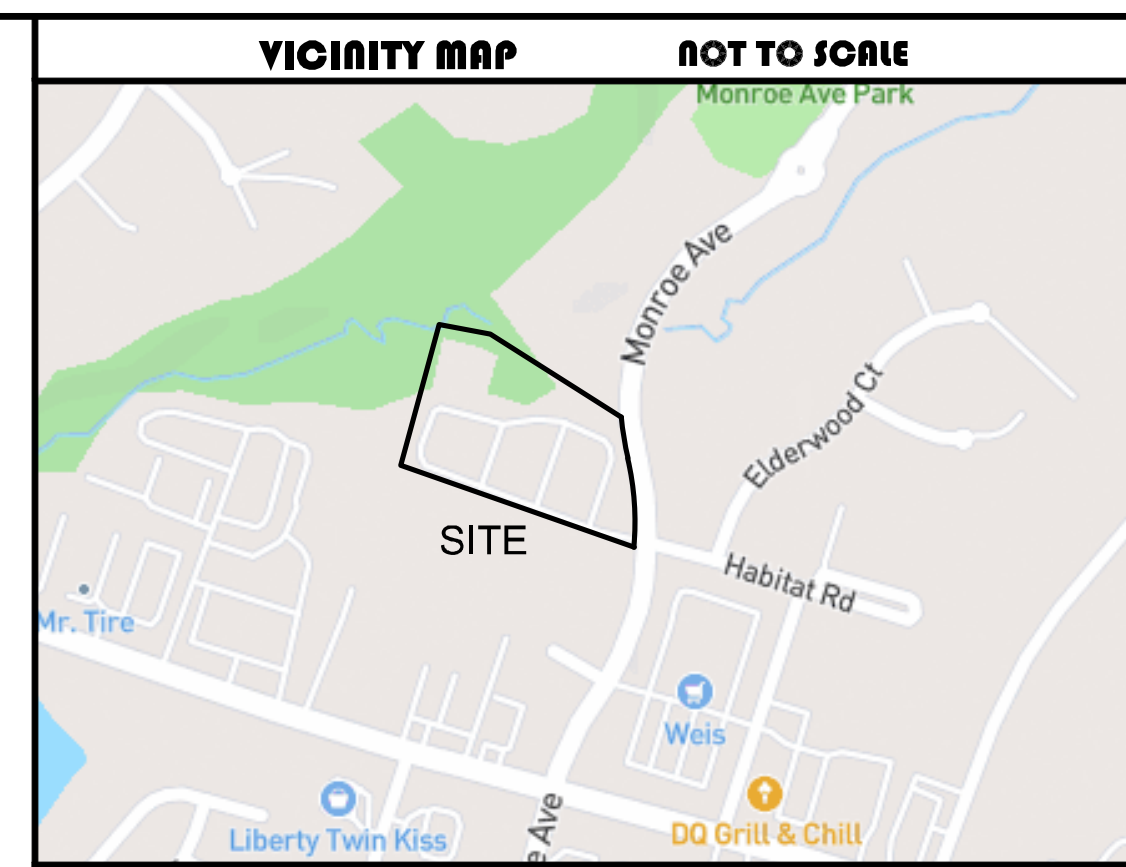 VICINITY MAP NOT TO SCALE
Monroe Ave Park
Monroe Ave
Elderwood Ct
SITE
Habitat Rd
Mr. Tire
Weis
e Ave
DQ Grill & Chill
Liberty Twin Kiss